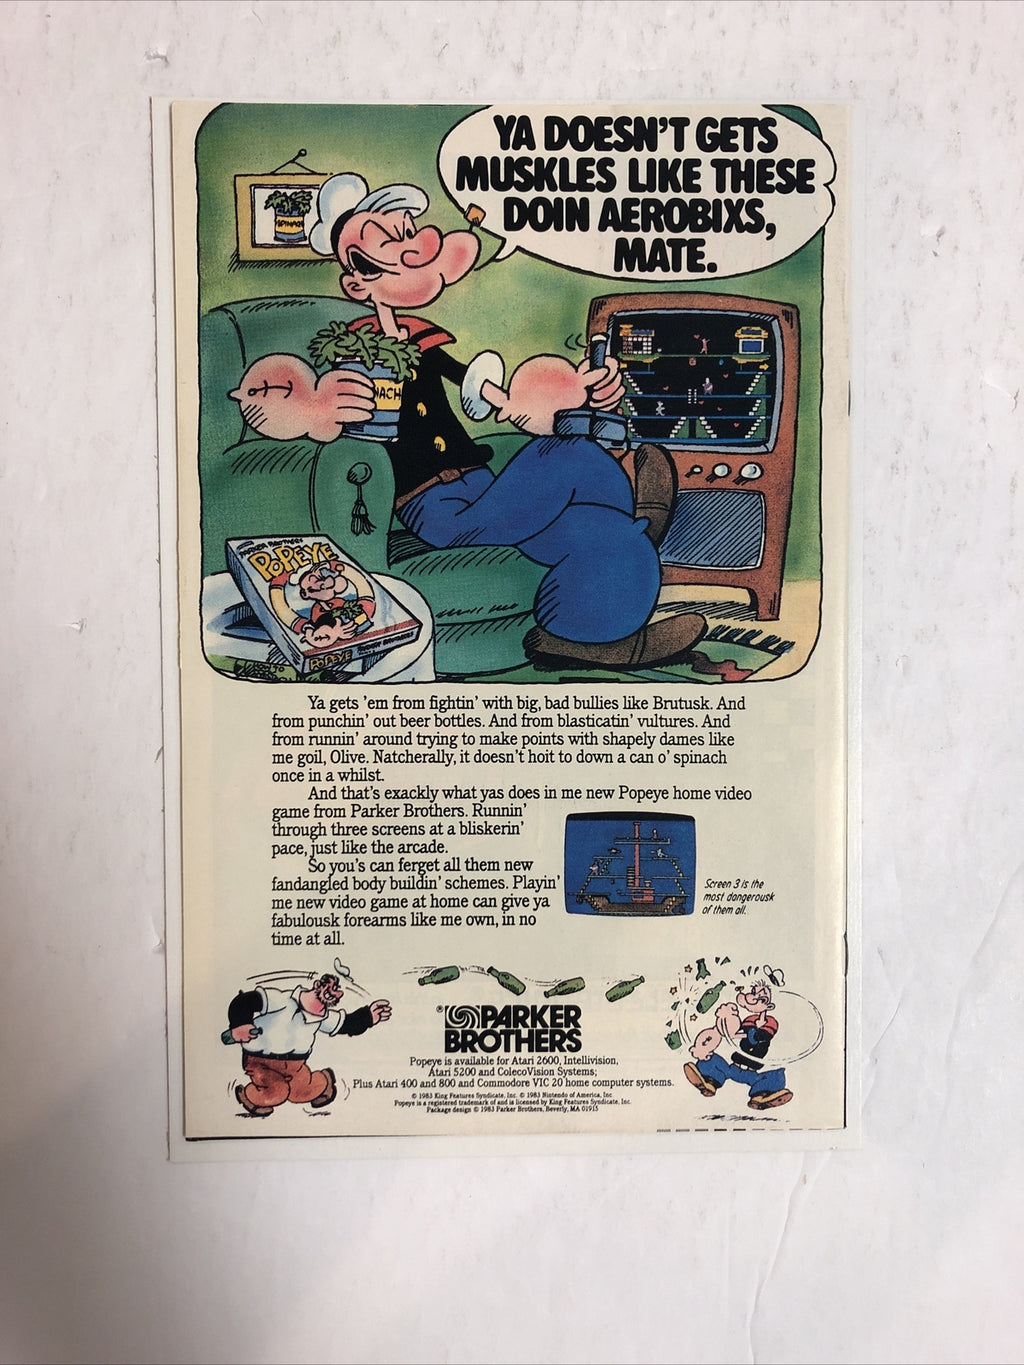 YA DOESN'T GETS
MUSKLES LIKE THESE
DOIN AEROBIXS,
MATE.
SPINACH
NACH
PARKER BROTHERS
POPEYE
POPEYE PARKER BROTHERS
Ya gets 'em from fightin' with big, bad bullies like Brutusk. And
from punchin' out beer bottles. And from blasticatin' vultures. And
from runnin' around trying to make points with shapely dames like
me goil, Olive. Natcherally, it doesn't hoit to down a can o' spinach
once in a whilst.
And that's exackly what yas does in me new Popeye home video
game from Parker Brothers. Runnin'
through three screens at a bliskerin'
pace, just like the arcade.
So you's can ferget all them new
fandangled body buildin' schemes. Playin'
me new video game at home can give ya
fabulousk forearms like me own, in no
time at all.
Screen 3 is the
most dangerousk
of them all.
® PARKER
BROTHERS
Popeye is available for Atari 2600, Intellivision,
Atari 5200 and ColecoVision Systems;
Plus Atari 400 and 800 and Commodore VIC 20 home computer systems.
© 1983 King Features Syndicate, Inc. © 1983 Nintendo of America, Inc
Popeye is a registered trademark of and is licensed by King Features Syndicate, Inc.
Package design © 1983 Parker Brothers, Beverly, MA 01915